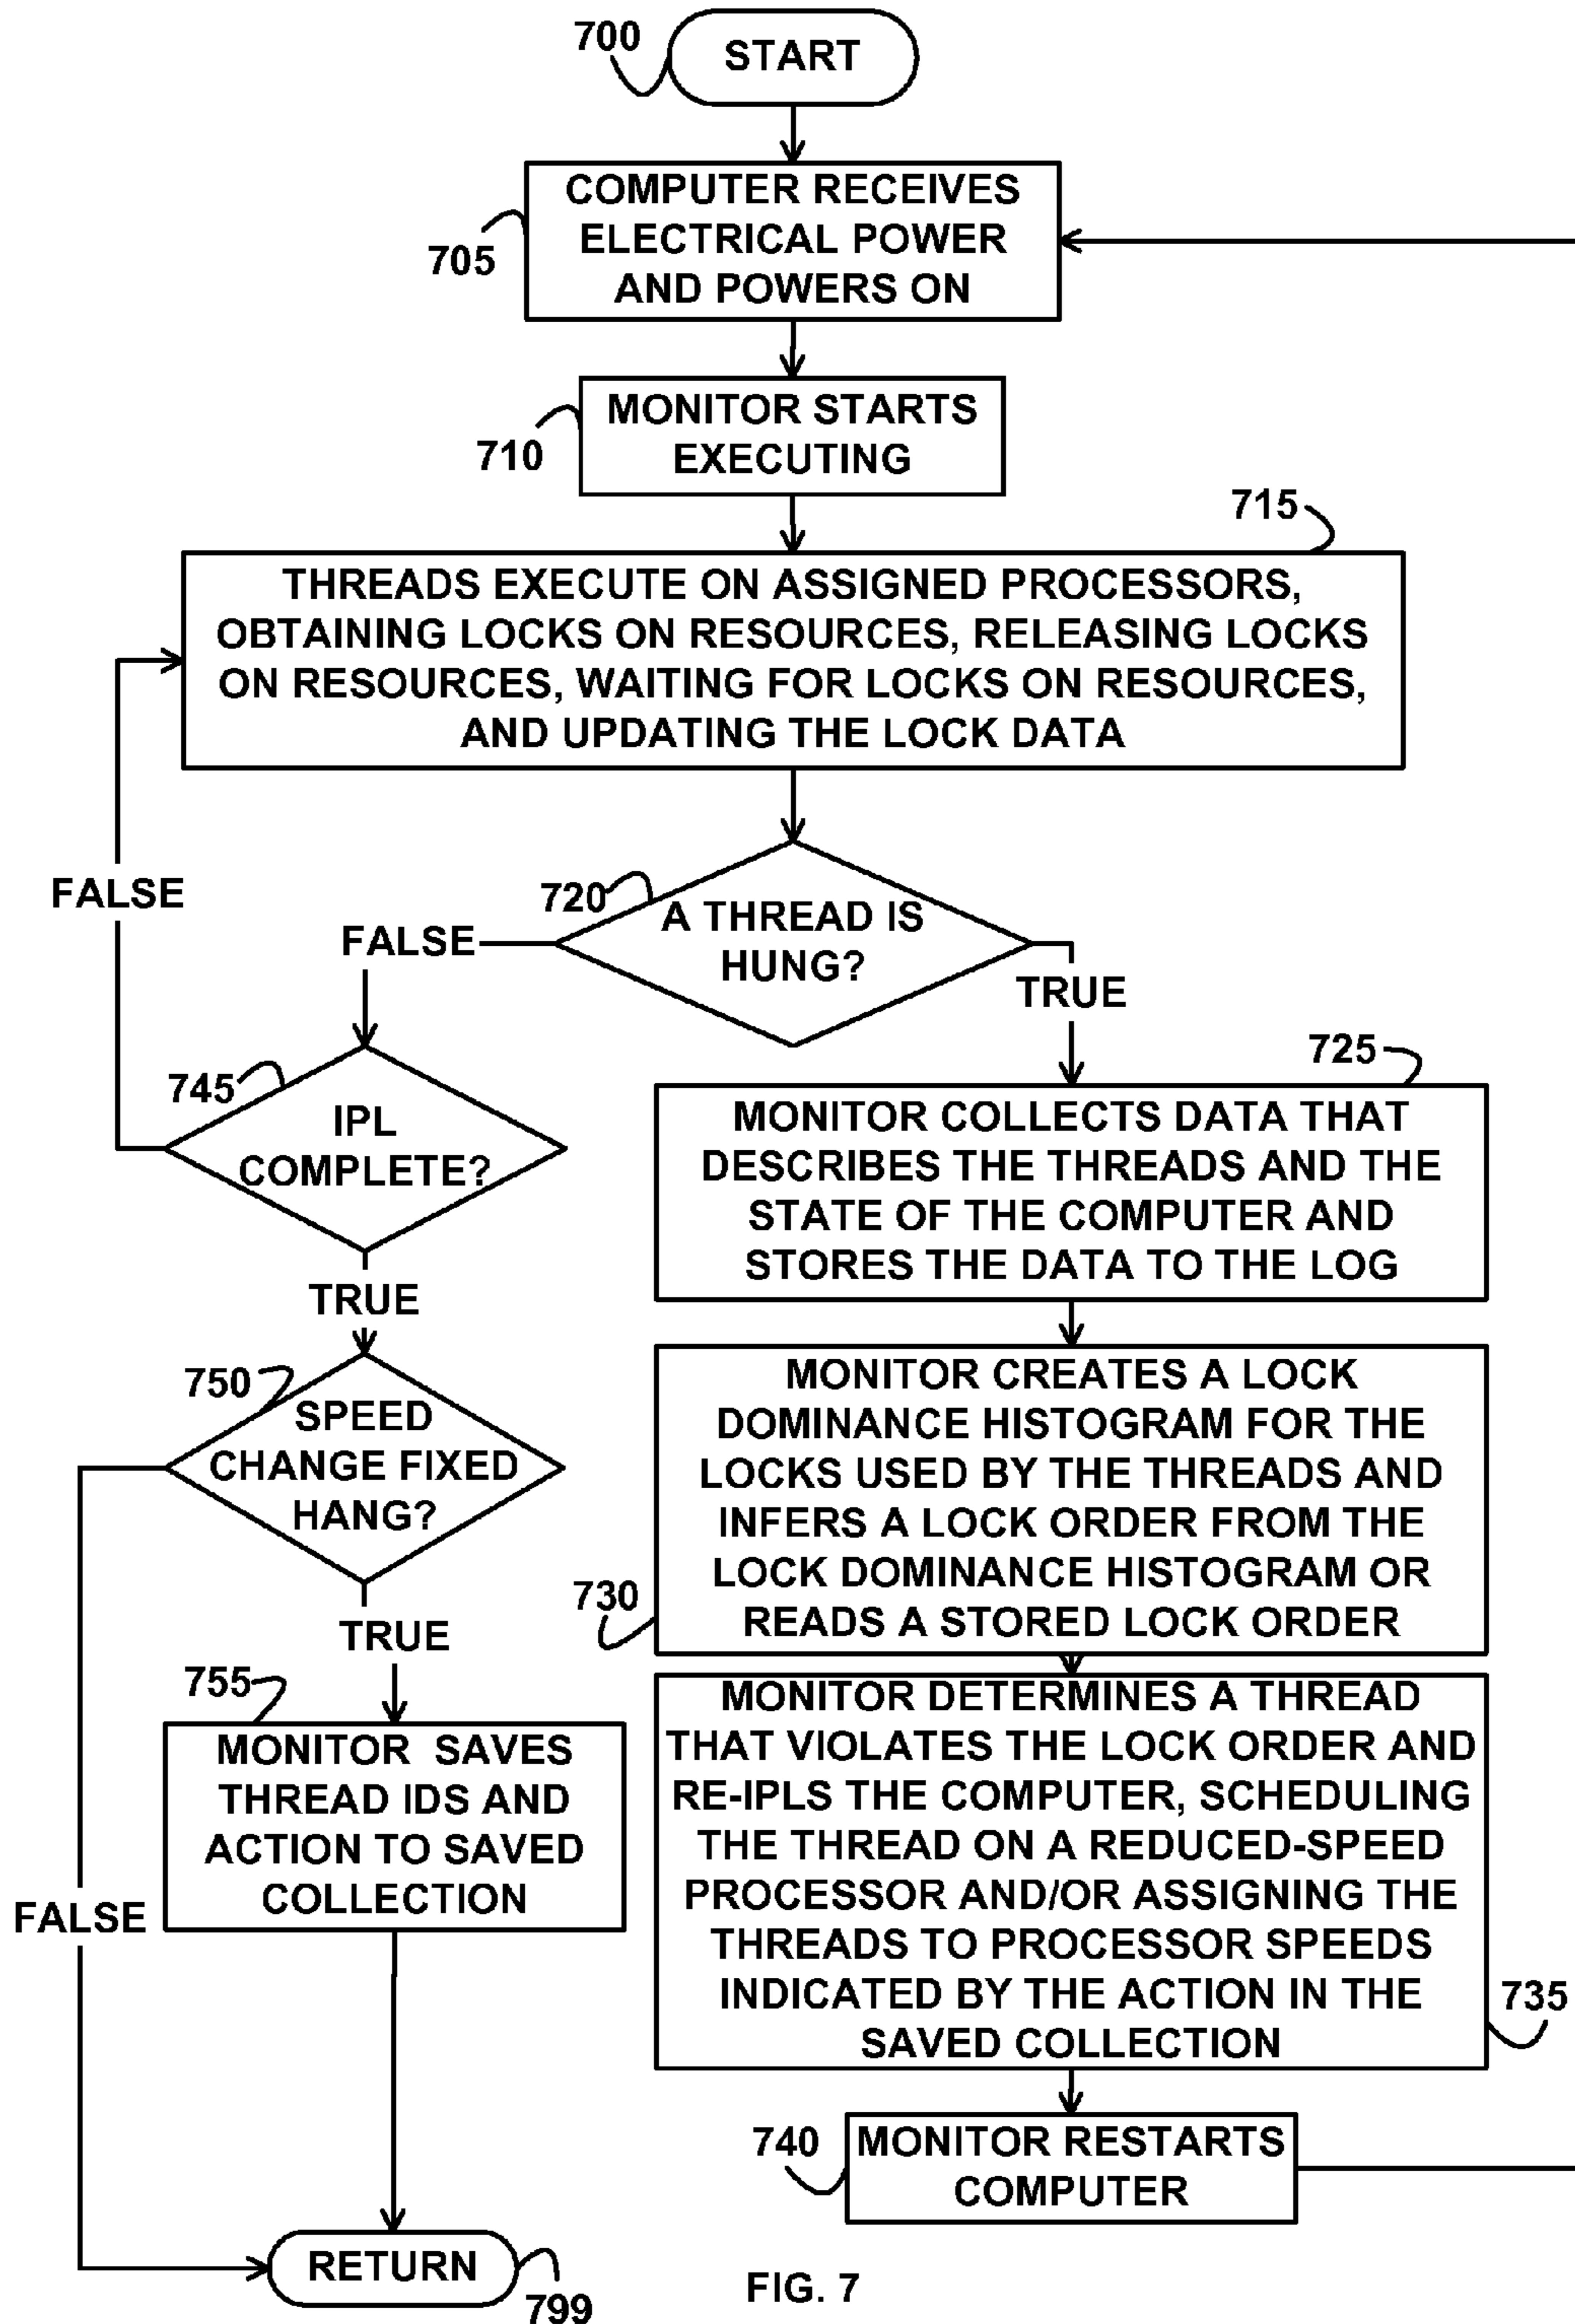 700
START
705
COMPUTER RECEIVES
ELECTRICAL POWER
AND POWERS ON
710
MONITOR STARTS
EXECUTING
715
THREADS EXECUTE ON ASSIGNED PROCESSORS,
OBTAINING LOCKS ON RESOURCES, RELEASING LOCKS
ON RESOURCES, WAITING FOR LOCKS ON RESOURCES,
AND UPDATING THE LOCK DATA
FALSE
720
A THREAD IS
HUNG?
FALSE
TRUE
745
IPL
COMPLETE?
TRUE
725
MONITOR COLLECTS DATA THAT
DESCRIBES THE THREADS AND THE
STATE OF THE COMPUTER AND
STORES THE DATA TO THE LOG
750
SPEED
CHANGE FIXED
HANG?
TRUE
730
MONITOR CREATES A LOCK
DOMINANCE HISTOGRAM FOR THE
LOCKS USED BY THE THREADS AND
INFERS A LOCK ORDER FROM THE
LOCK DOMINANCE HISTOGRAM OR
READS A STORED LOCK ORDER
755
MONITOR SAVES
THREAD IDS AND
ACTION TO SAVED
COLLECTION
FALSE
MONITOR DETERMINES A THREAD
THAT VIOLATES THE LOCK ORDER AND
RE-IPLS THE COMPUTER, SCHEDULING
THE THREAD ON A REDUCED-SPEED
PROCESSOR AND/OR ASSIGNING THE
THREADS TO PROCESSOR SPEEDS
INDICATED BY THE ACTION IN THE
SAVED COLLECTION
735
740
MONITOR RESTARTS
COMPUTER
RETURN
799
FIG. 7